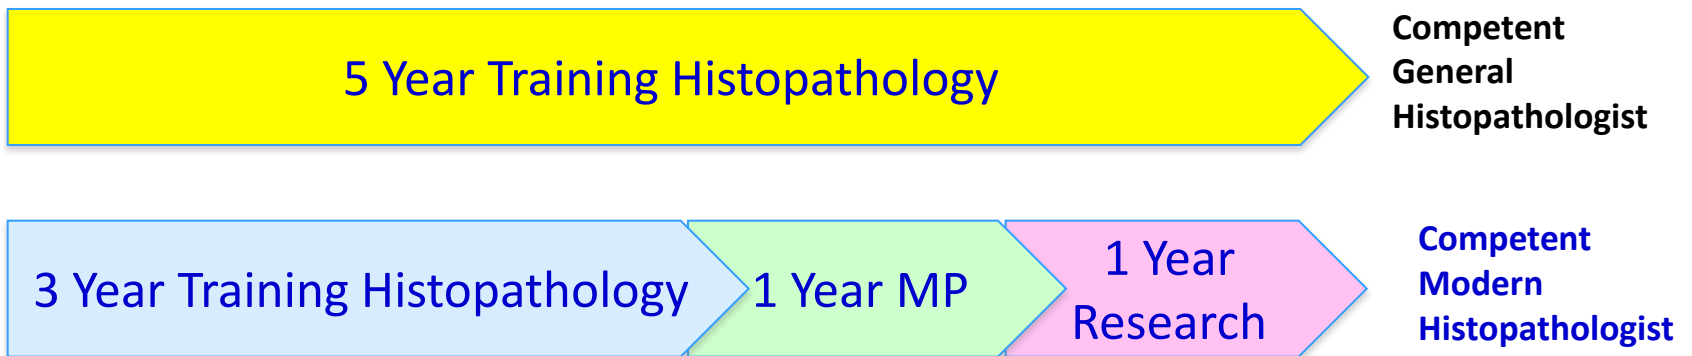 5 Year Training Histopathology
Competent
General
Histopathologist
3 Year Training Histopathology
1 Year MP
1 Year
Research
Competent
Modern
Histopathologist